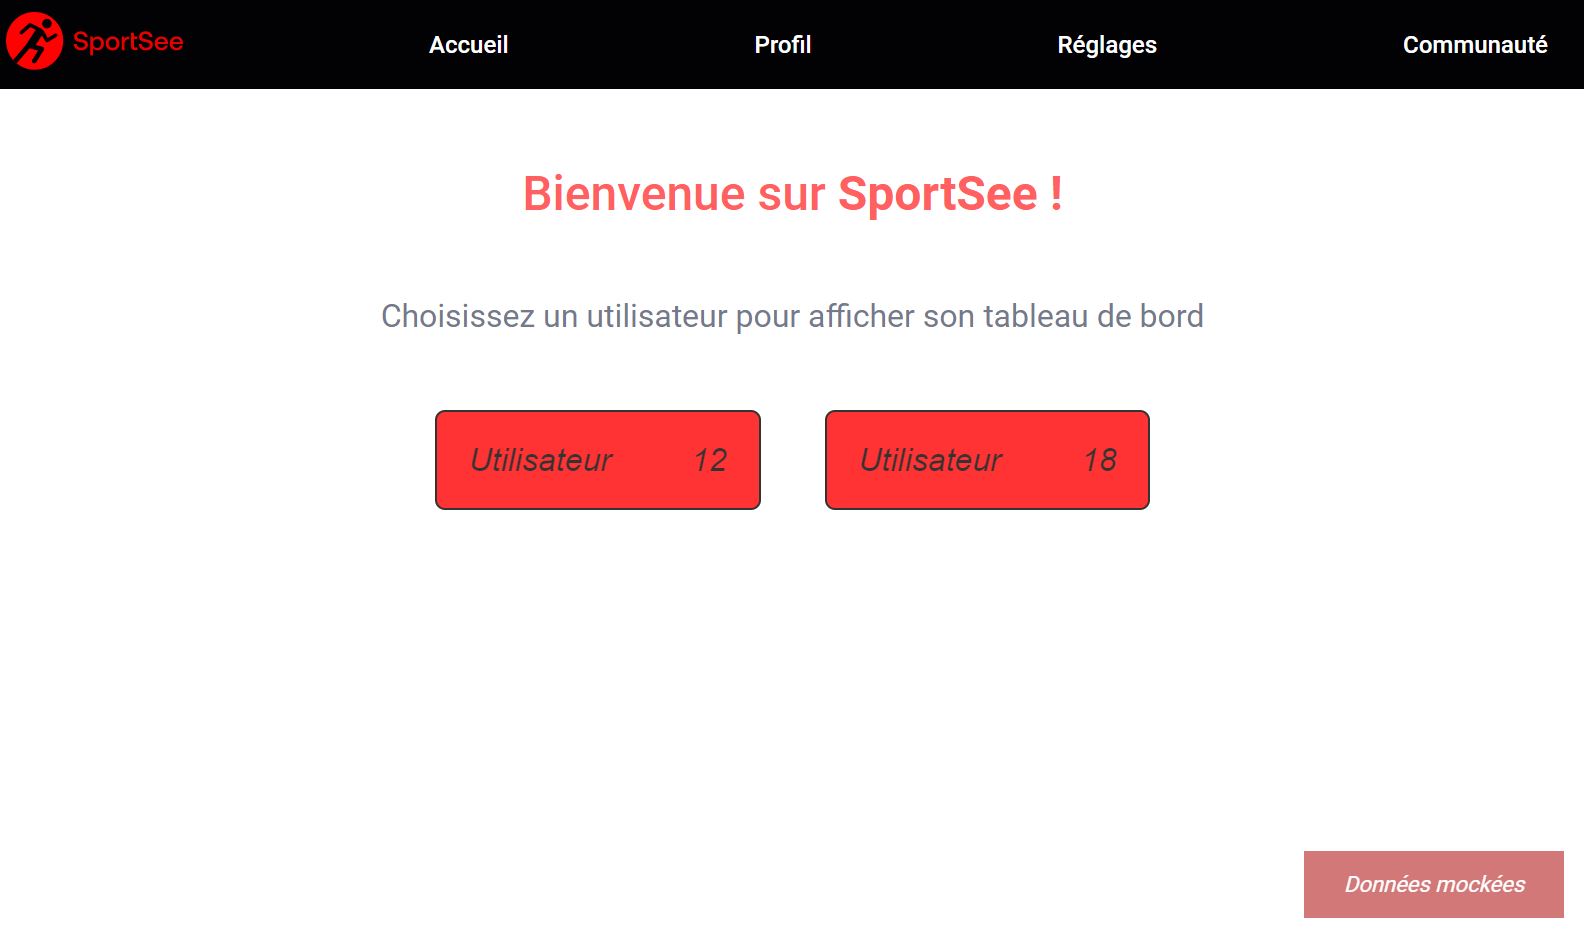 SportSee
Accueil
Profil
Réglages
Communauté
Bienvenue sur SportSee !
Choisissez un utilisateur pour afficher son tableau de bord
Utilisateur 12
Utilisateur 18
Données mockées